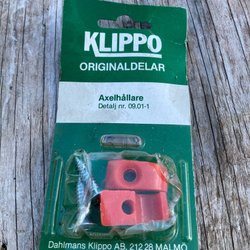 KLIPPO
ORIGINALDELAR
Axelhållare
Detalj nr. 09.01-1
Dahlmans Klippo AB, 212 28 MALMÖ